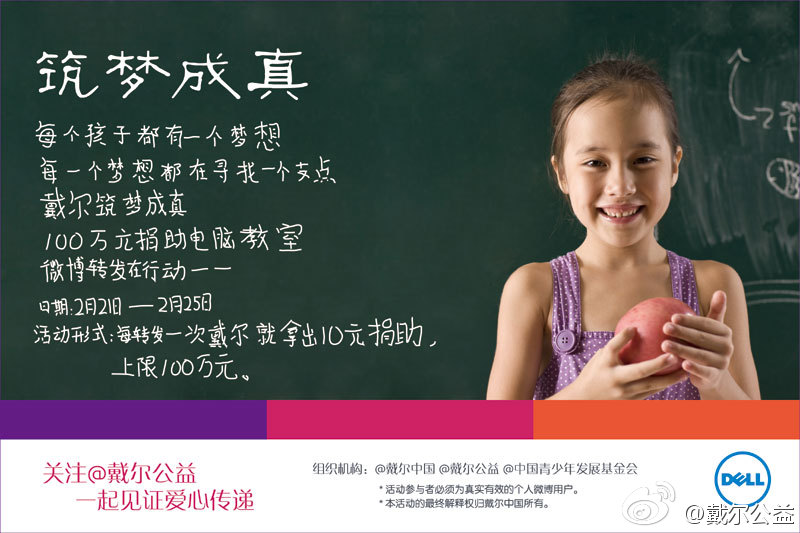 筑梦成真
每个孩子都有一个梦想
每一个梦想都在寻找一个支点
戴尔筑梦成真
100万元捐助电脑教室
微博转发在行动——
日期:2月21日——2月25日
活动形式:每转发一次戴尔就拿出10元捐助,
上限100万元。
关注@戴尔公益
一起见证爱心传递
组织机构：@戴尔中国 @戴尔公益 @中国青少年发展基金会
*活动参与者必须为真实有效的个人微博用户。
*本活动的最终解释权归戴尔中国所有。
DELL
@戴尔公益